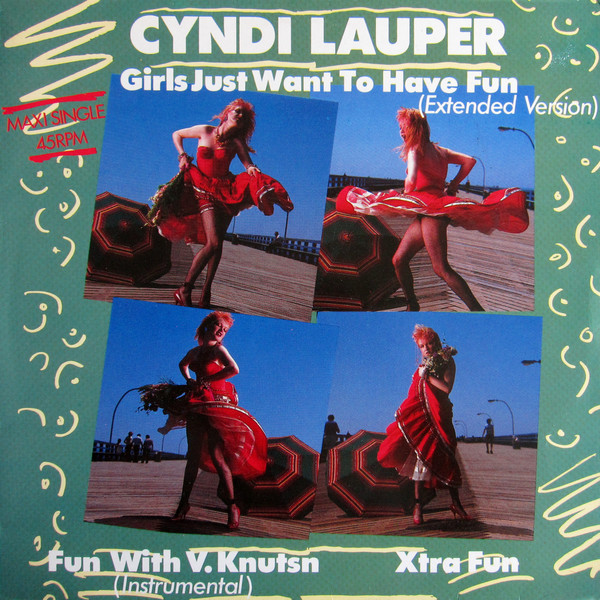 CYNDI LAUPER
Girls Just Want To Have Fun
(Extended Version)
MAXI SINGLE
45RPM
Fun With V. Knutsn
(Instrumental)
Xtra Fun